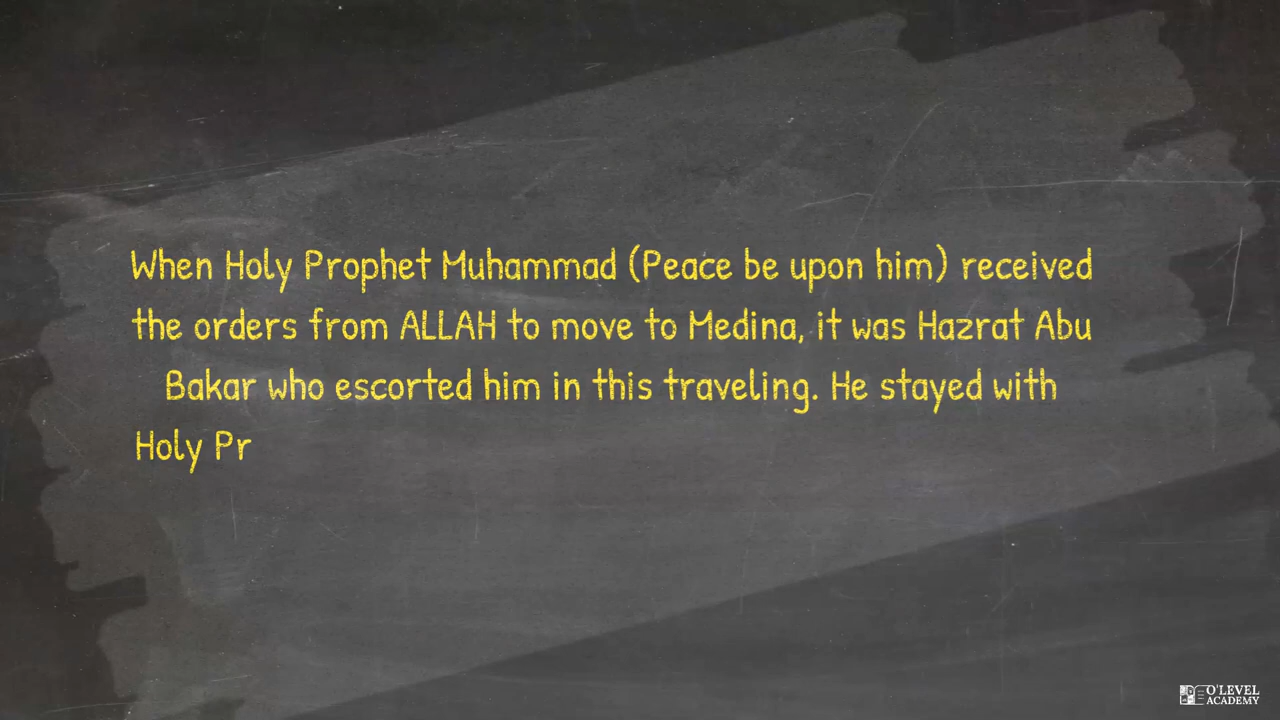 When Holy Prophet Muhammad (Peace be upon him) received
the orders from ALLAH to move to Medina, it was Hazrat Abu
Bakar who escorted him in this traveling. He stayed with
Holy Pr
O'LEVEL
ACADEMY